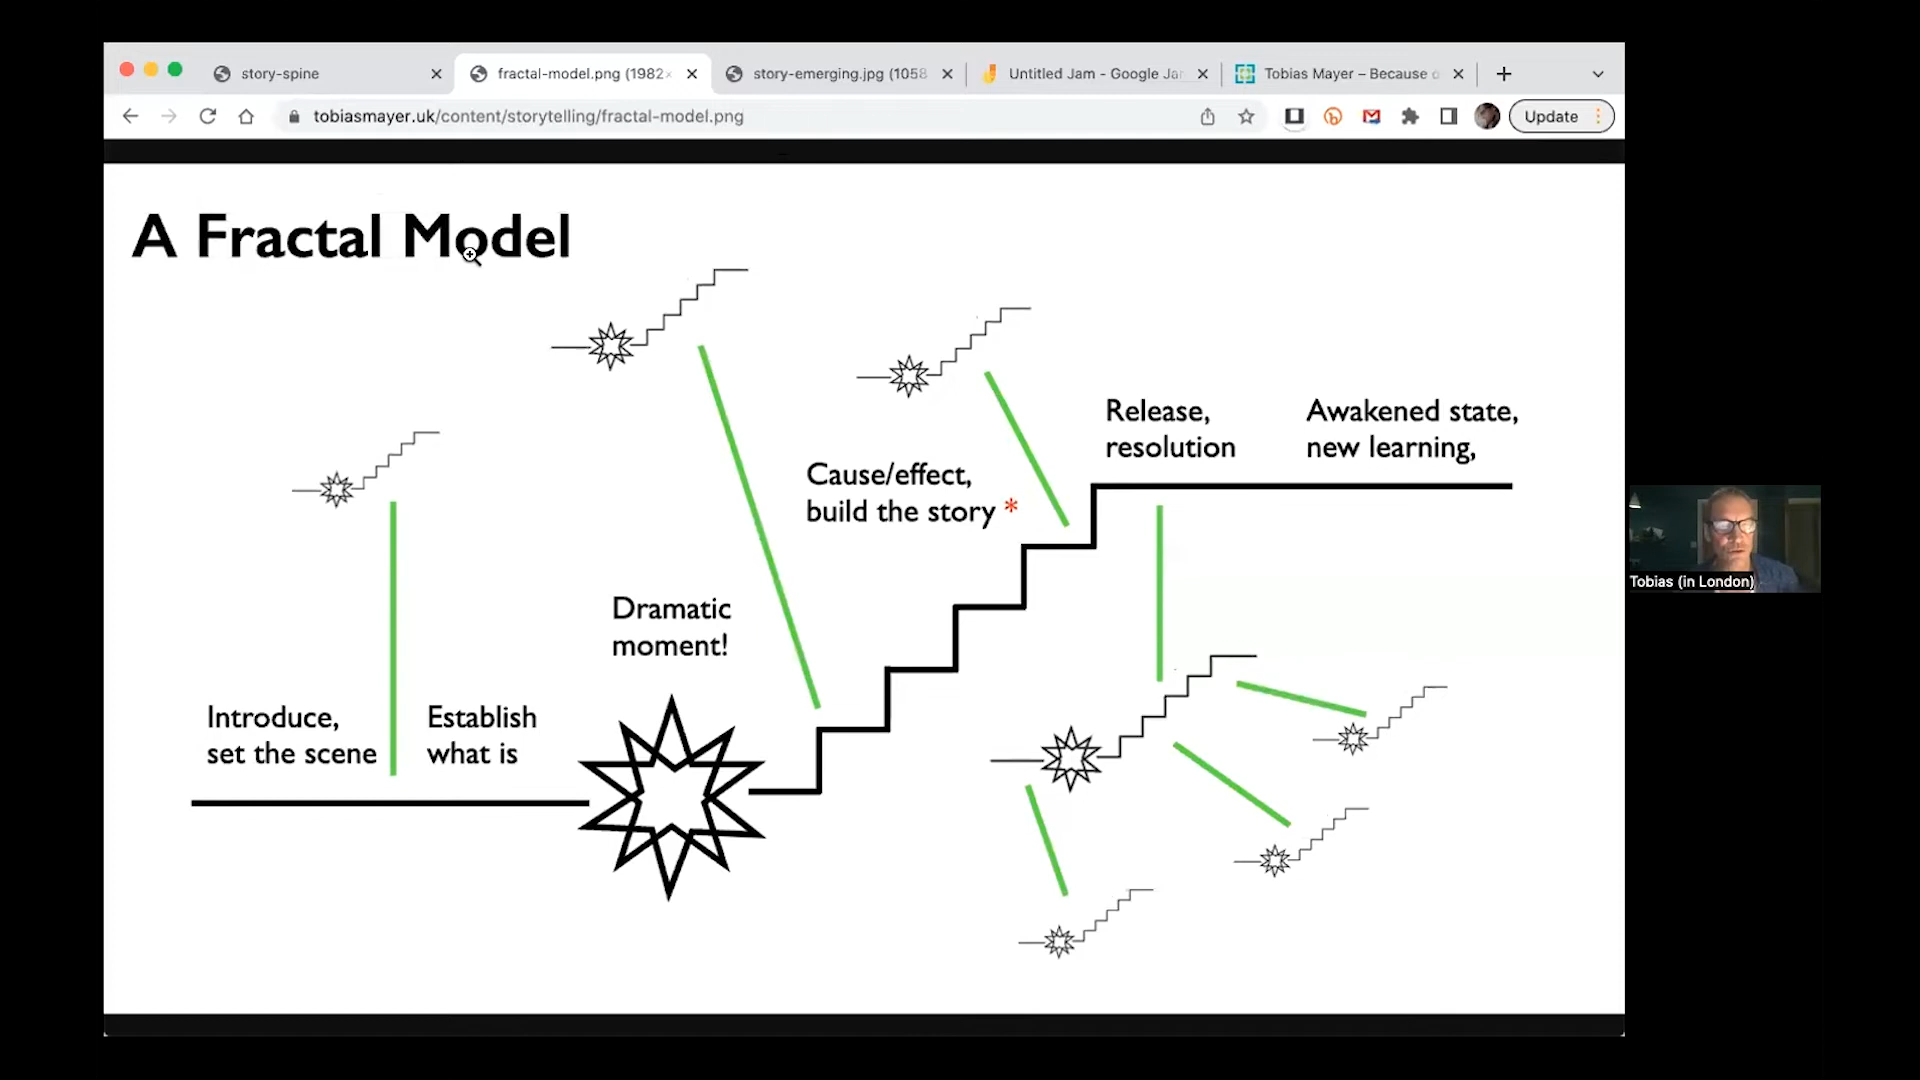 story-spine
fractal-model.png (1982×
story-emerging.jpg (1058
Untitled Jam - Google Ja
Tobias Mayer – Because o
tobiasmayer.uk/content/storytelling/fractal-model.png
Update
A Fractal Model
Release,
resolution
Awakened state,
new learning,
Cause/effect,
build the story *
Dramatic
moment!
Introduce,
set the scene
Establish
what is
Tobias (in London)